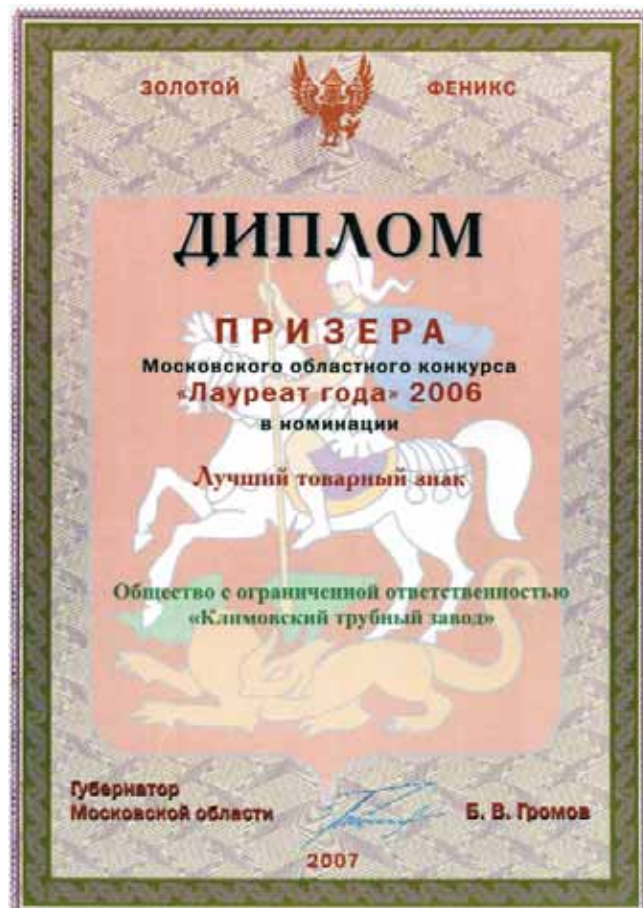 ЗОЛОТОЙ ФЕНИКС
ДИПЛОМ
ПРИЗЕРА
Московского областного конкурса
«Лауреат года» 2006
в номинации
Лучший товарный знак
Общество с ограниченной ответственностью
«Климовский трубный завод»
Губернатор
Московской области
Б. В. Громов
2007